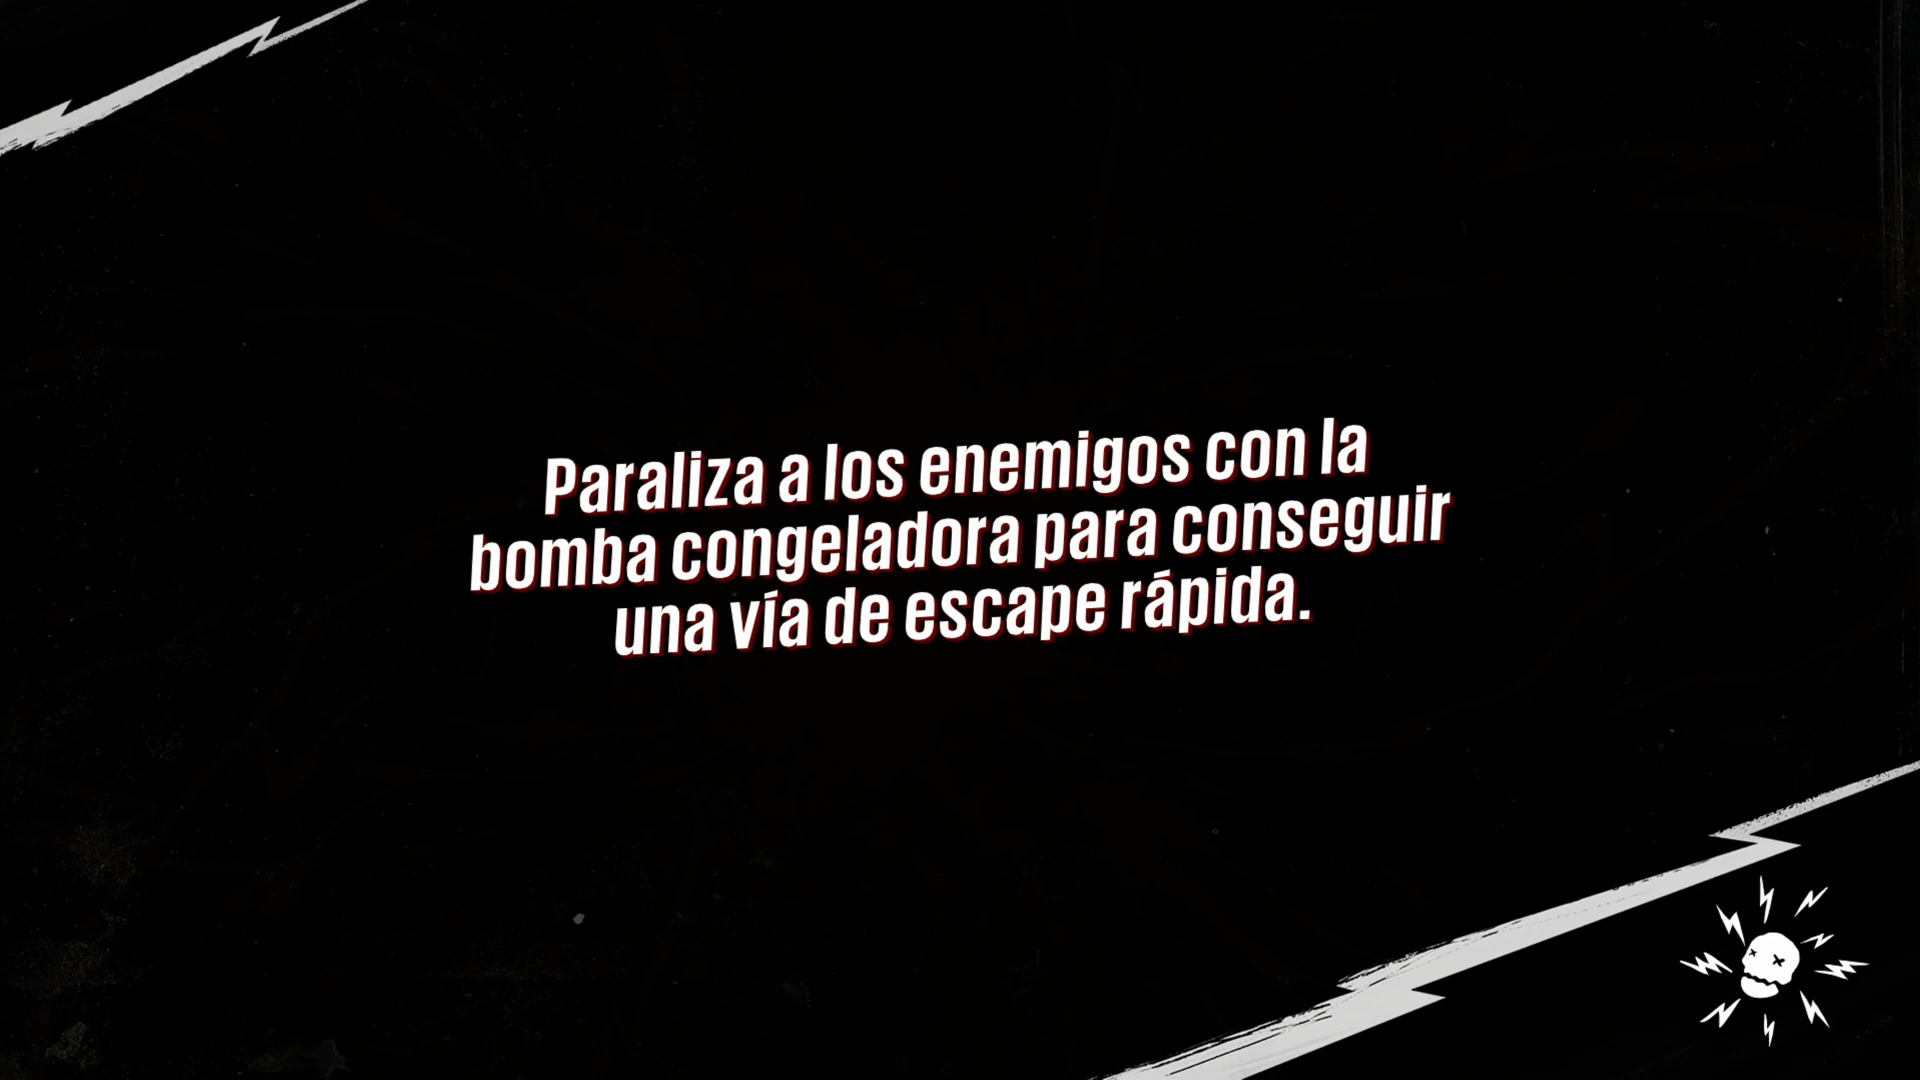 Paraliza a los enemigos con la
bomba congeladora para conseguir
una vía de escape rápida.